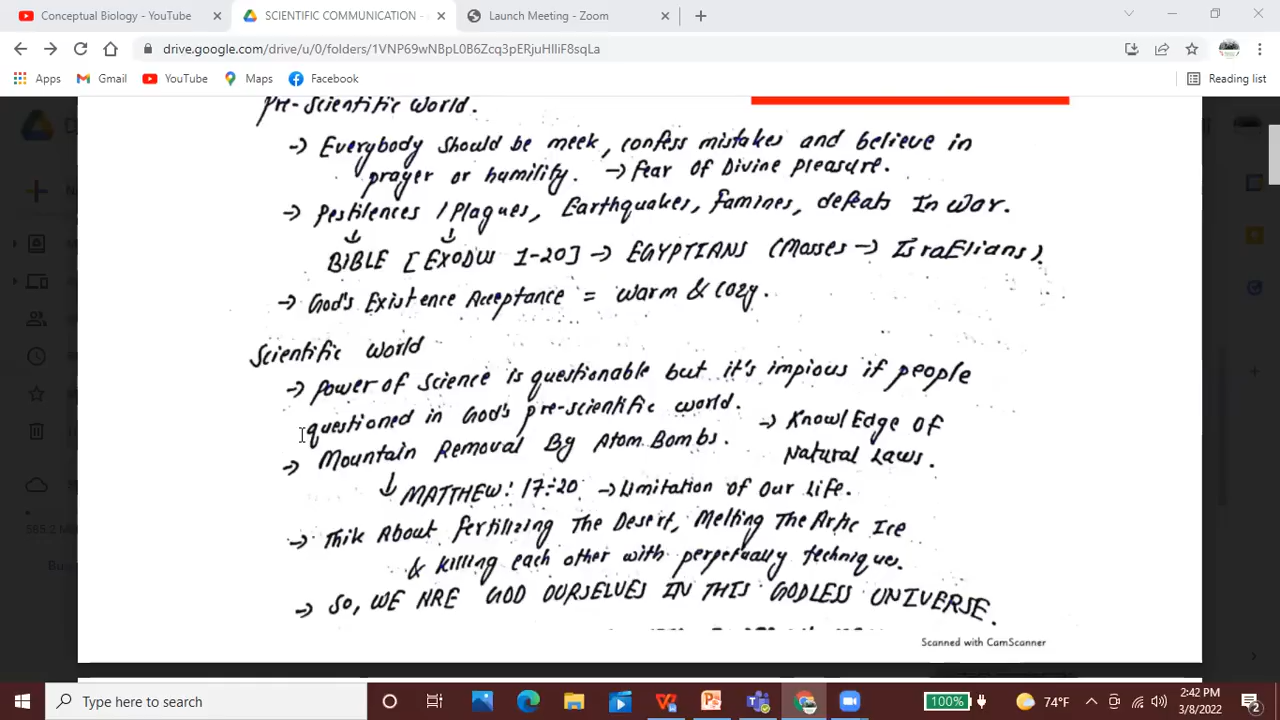 Conceptual Biology - YouTube
SCIENTIFIC COMMUNICATION -
Launch Meeting - Zoom
drive.google.com/drive/u/0/folders/1VNP69wNBpL0B6Zcq3pERjuHIliF8sqLa
Apps Gmail YouTube Maps Facebook Reading list
Pre-Scientific World.
→ Everybody should be meek, confess mistakes and believe in
prayer or humility. → Fear of Divine Pleasure.
→ Pestilences / Plagues, Earthquakes, famines, defeats In War.
BIBLE [EXODUS 1-20] → EGYPTIANS (Masses → IsraElians).
→ God's Existence Acceptance = Warm & Cozy.
Scientific World
→ Power of Science is questionable but it's impious if people
questioned in God's pre-scientific world.
→ Mountain Removal By Atom Bombs. → KnowlEdge of
Natural Laws.
↓ MATTHEW: 17:20 → Limitation of Our Life.
→ Thik About Fertilizing The Desert, Melting The Artic Ice
& killing each other with perpetually technique.
→ So, WE ARE GOD OURSELVES IN THIS GODLESS UNIVERSE.
Scanned with CamScanner
Type here to search
100%
74°F
2:42 PM
3/8/2022
2